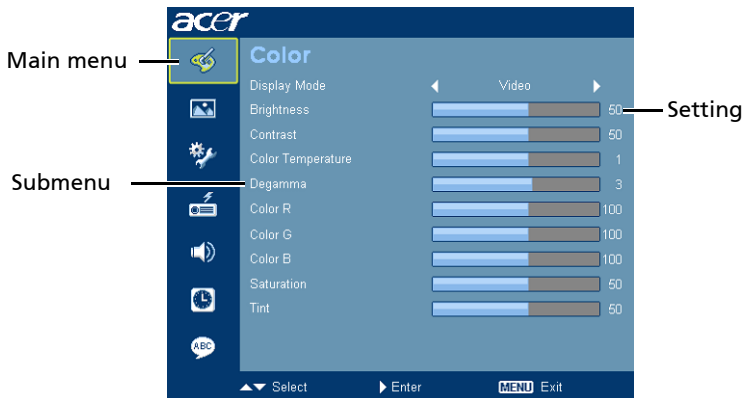 acer
Main menu
Color
Display Mode Video
Brightness 50
Setting
Contrast 50
Color Temperature 1
Submenu
Degamma 3
Color R 100
Color G 100
Color B 100
Saturation 50
Tint 50
ABC
Select Enter MENU Exit